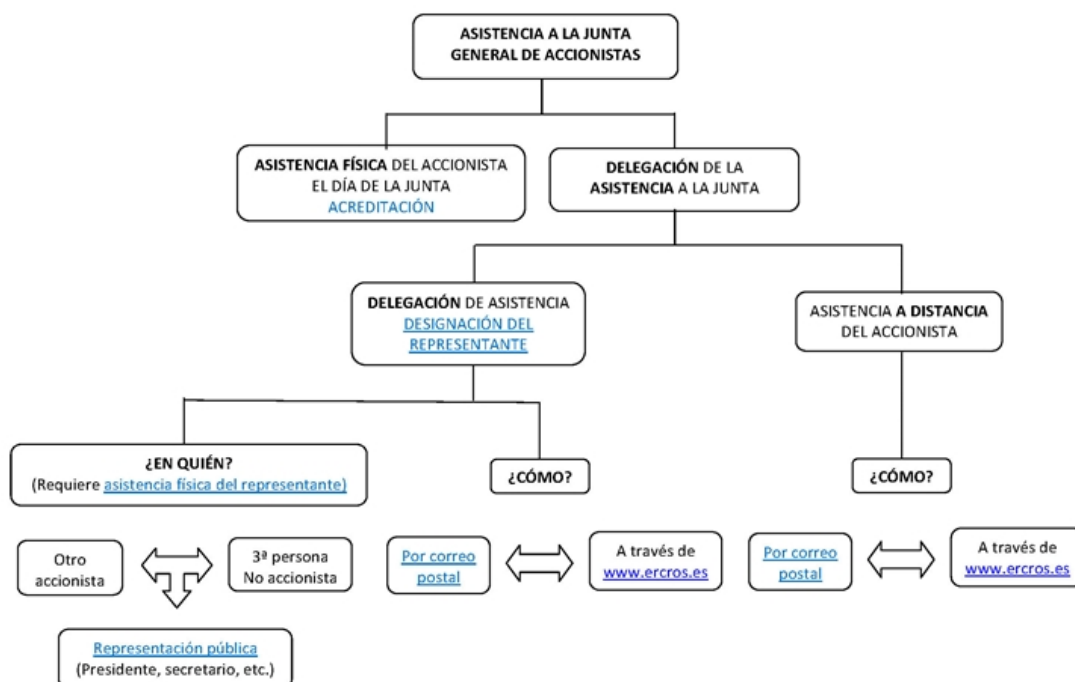 ASISTENCIA A LA JUNTA
GENERAL DE ACCIONISTAS
ASISTENCIA FÍSICA DEL ACCIONISTA
EL DÍA DE LA JUNTA
ACREDITACIÓN
DELEGACIÓN DE LA
ASISTENCIA A LA JUNTA
DELEGACIÓN DE ASISTENCIA
DESIGNACIÓN DEL
REPRESENTANTE
ASISTENCIA A DISTANCIA
DEL ACCIONISTA
¿EN QUIÉN?
(Requiere asistencia física del representante)
¿CÓMO?
¿CÓMO?
Otro
accionista
3ª persona
No accionista
Por correo
postal
A través de
www.ercros.es
Por correo
postal
A través de
www.ercros.es
Representación pública
(Presidente, secretario, etc.)